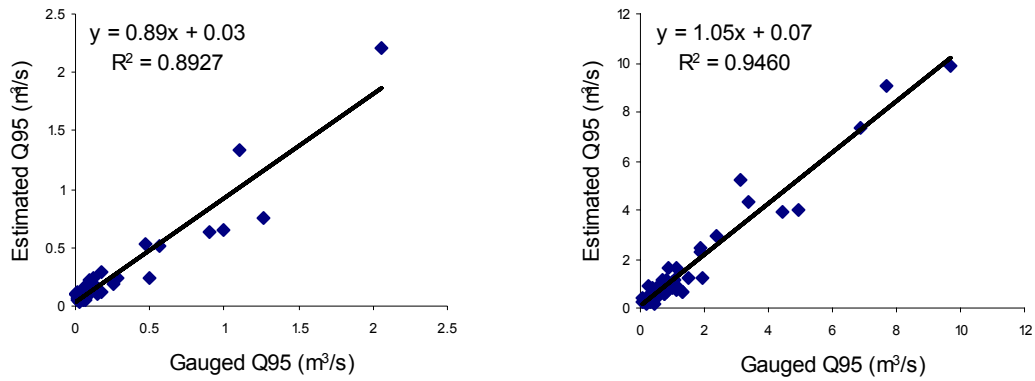 y = 0.89x + 0.03
R² = 0.8927
Estimated Q95 (m³/s)
2.5
2
1.5
1
0.5
0
0 0.5 1 1.5 2 2.5
Gauged Q95 (m³/s)
y = 1.05x + 0.07
R² = 0.9460
Estimated Q95 (m³/s)
12
10
8
6
4
2
0
0 2 4 6 8 10 12
Gauged Q95 (m³/s)